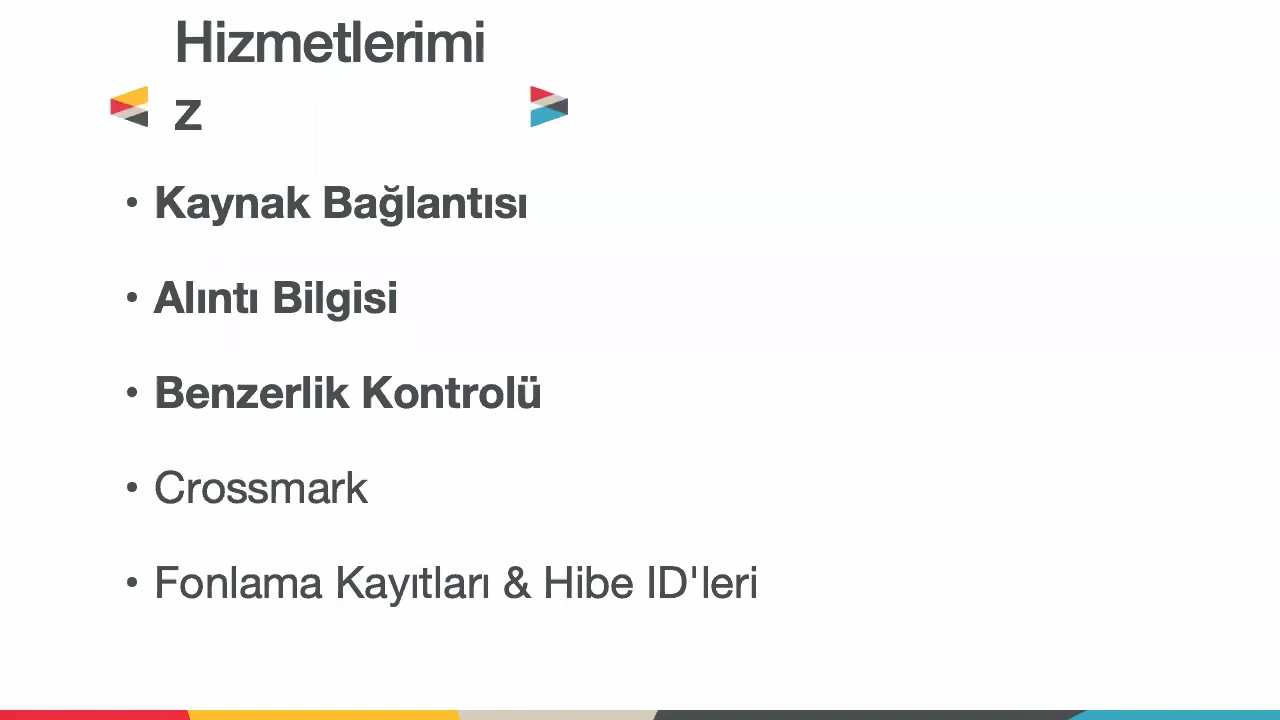 Hizmetlerimi
z
• Kaynak Bağlantısı
• Alıntı Bilgisi
• Benzerlik Kontrolü
• Crossmark
• Fonlama Kayıtları & Hibe ID'leri